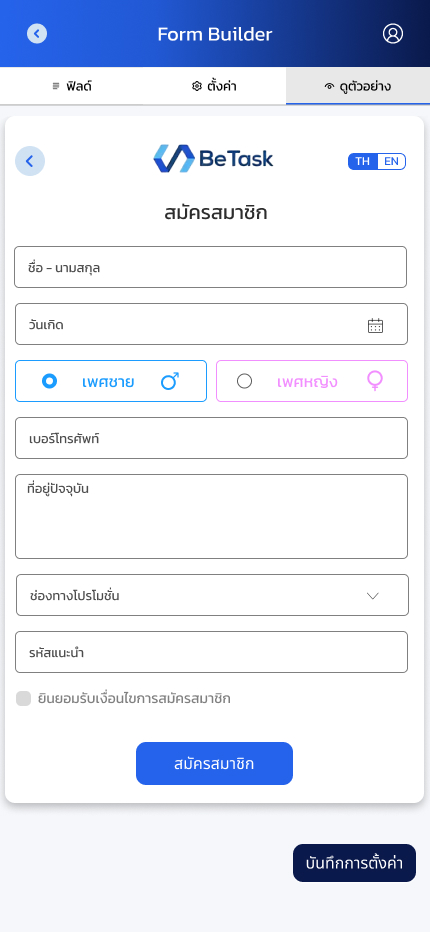 Form Builder
ฟิลด์
ตั้งค่า
ดูตัวอย่าง
BeTask
TH EN
สมัครสมาชิก
ชื่อ - นามสกุล
วันเกิด
เพศชาย
เพศหญิง
เบอร์โทรศัพท์
ที่อยู่ปัจจุบัน
ช่องทางโปรโมชั่น
รหัสแนะนำ
ยินยอมรับเงื่อนไขการสมัครสมาชิก
สมัครสมาชิก
บันทึกการตั้งค่า